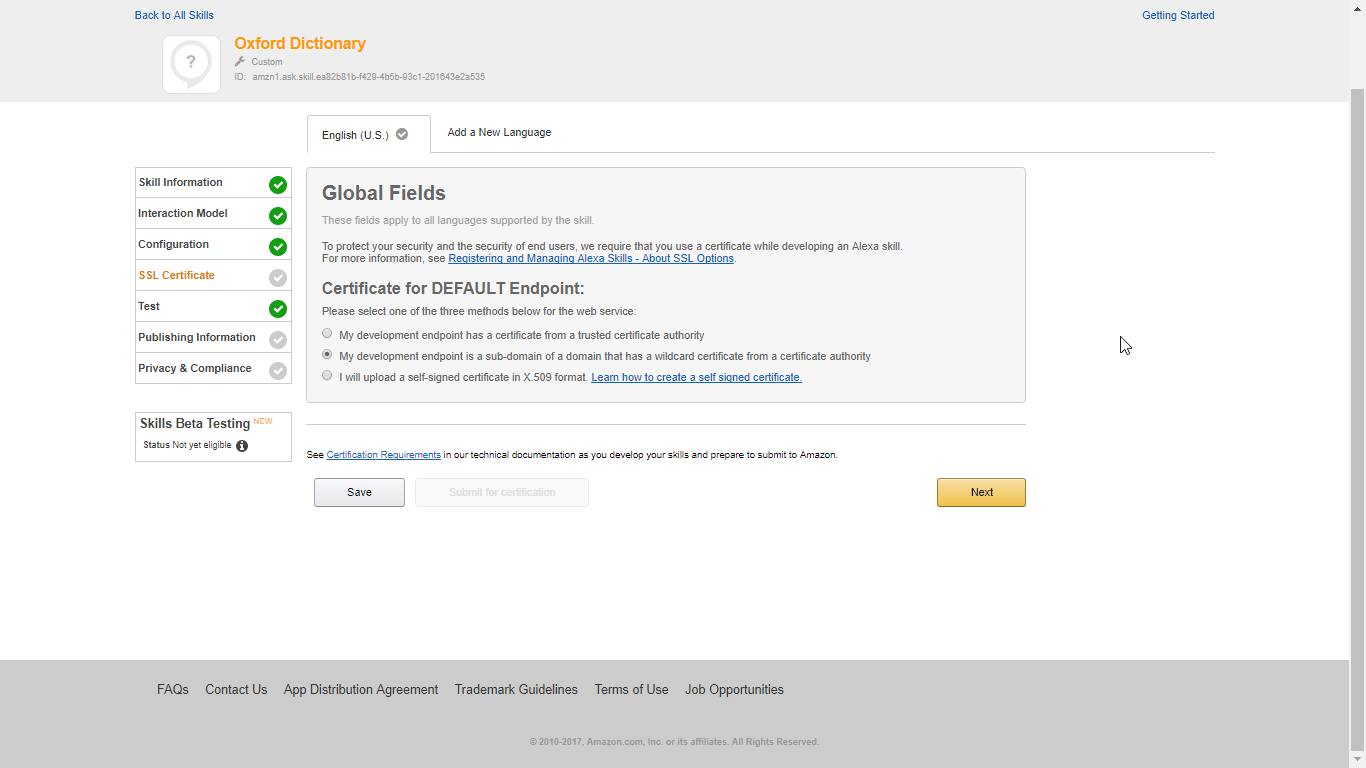 Back to All Skills
Getting Started
?
Oxford Dictionary
Custom
ID: amzn1.ask.skill.ea82b81b-f429-4b5b-93c1-201643e2a535
English (U.S.)
Add a New Language
Skill Information
Interaction Model
Configuration
SSL Certificate
Test
Publishing Information
Privacy & Compliance
Skills Beta Testing NEW
Status Not yet eligible
Global Fields
These fields apply to all languages supported by the skill.
To protect your security and the security of end users, we require that you use a certificate while developing an Alexa skill.
For more information, see Registering and Managing Alexa Skills - About SSL Options.
Certificate for DEFAULT Endpoint:
Please select one of the three methods below for the web service:
My development endpoint has a certificate from a trusted certificate authority
My development endpoint is a sub-domain of a domain that has a wildcard certificate from a certificate authority
I will upload a self-signed certificate in X.509 format. Learn how to create a self signed certificate.
See Certification Requirements in our technical documentation as you develop your skills and prepare to submit to Amazon.
Save
Submit for certification
Next
FAQs Contact Us App Distribution Agreement Trademark Guidelines Terms of Use Job Opportunities
© 2010-2017, Amazon.com, Inc. or its affiliates. All Rights Reserved.